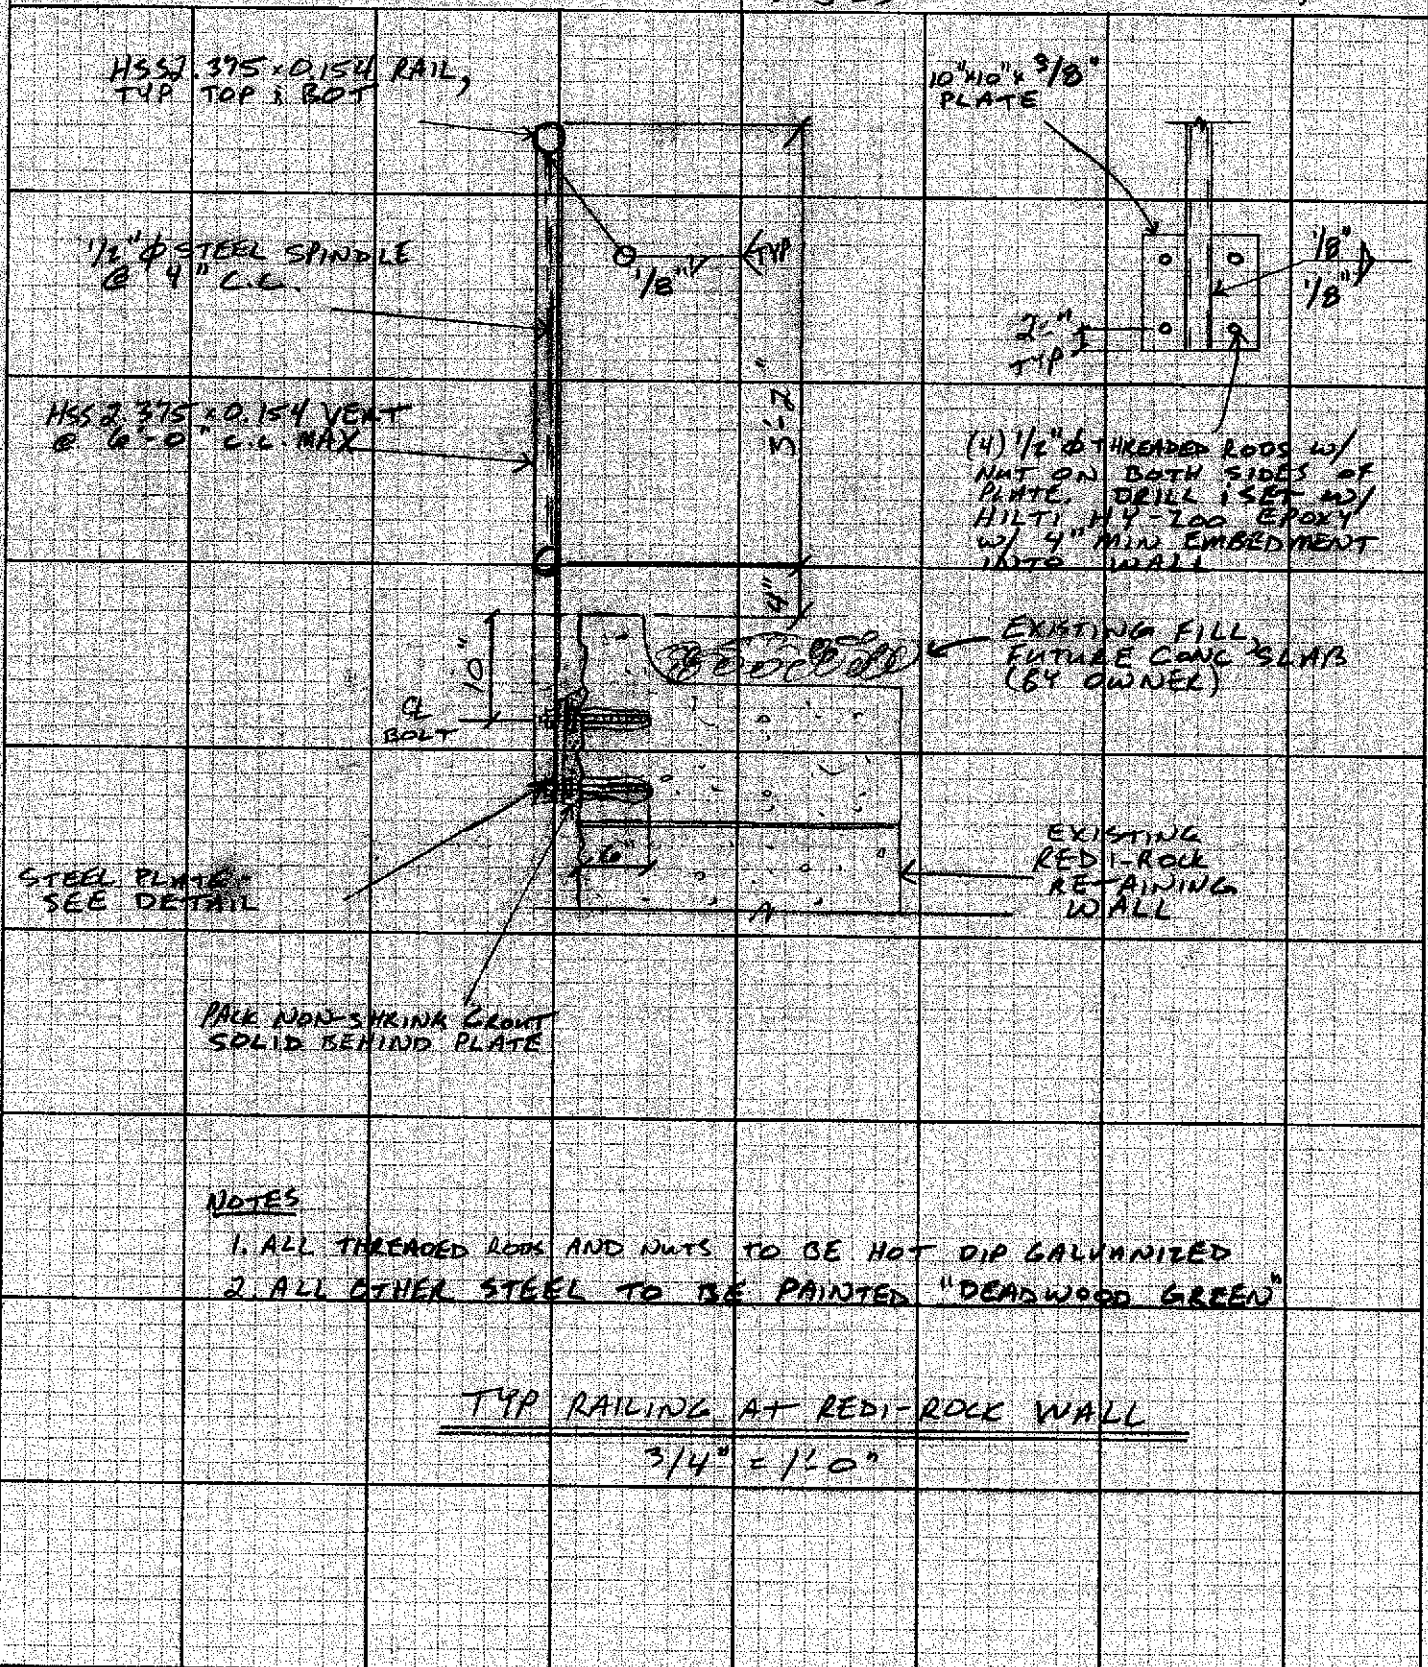 HSS2.375×0.154 RAIL,
TYP TOP & BOT
10"×10"×3/8"
PLATE
1/2"φ STEEL SPINDLE
@ 4" C.C.
1/8"
TYP
1/8"
1/8"
2"
TYP
3'-2"
HSS2.375×0.154 VERT
@ 6'-0" C.C. MAX
(4) 1/2"φ THREADED RODS W/
NUT ON BOTH SIDES OF
PLATE. DRILL & SET W/
HILTI HY-200 EPOXY
W/ 4" MIN EMBEDMENT
INTO WALL
4"
10"
EXISTING FILL,
FUTURE CONC SLAB
(BY OWNER)
CL
BOLT
6"
STEEL PLATE -
SEE DETAIL
EXISTING
REDI-ROCK
RETAINING
WALL
PACK NON-SHRINK GROUT
SOLID BEHIND PLATE
NOTES
1. ALL THREADED RODS AND NUTS TO BE HOT DIP GALVANIZED
2. ALL OTHER STEEL TO BE PAINTED "DEADWOOD GREEN"
TYP RAILING AT REDI-ROCK WALL
3/4" = 1'-0"